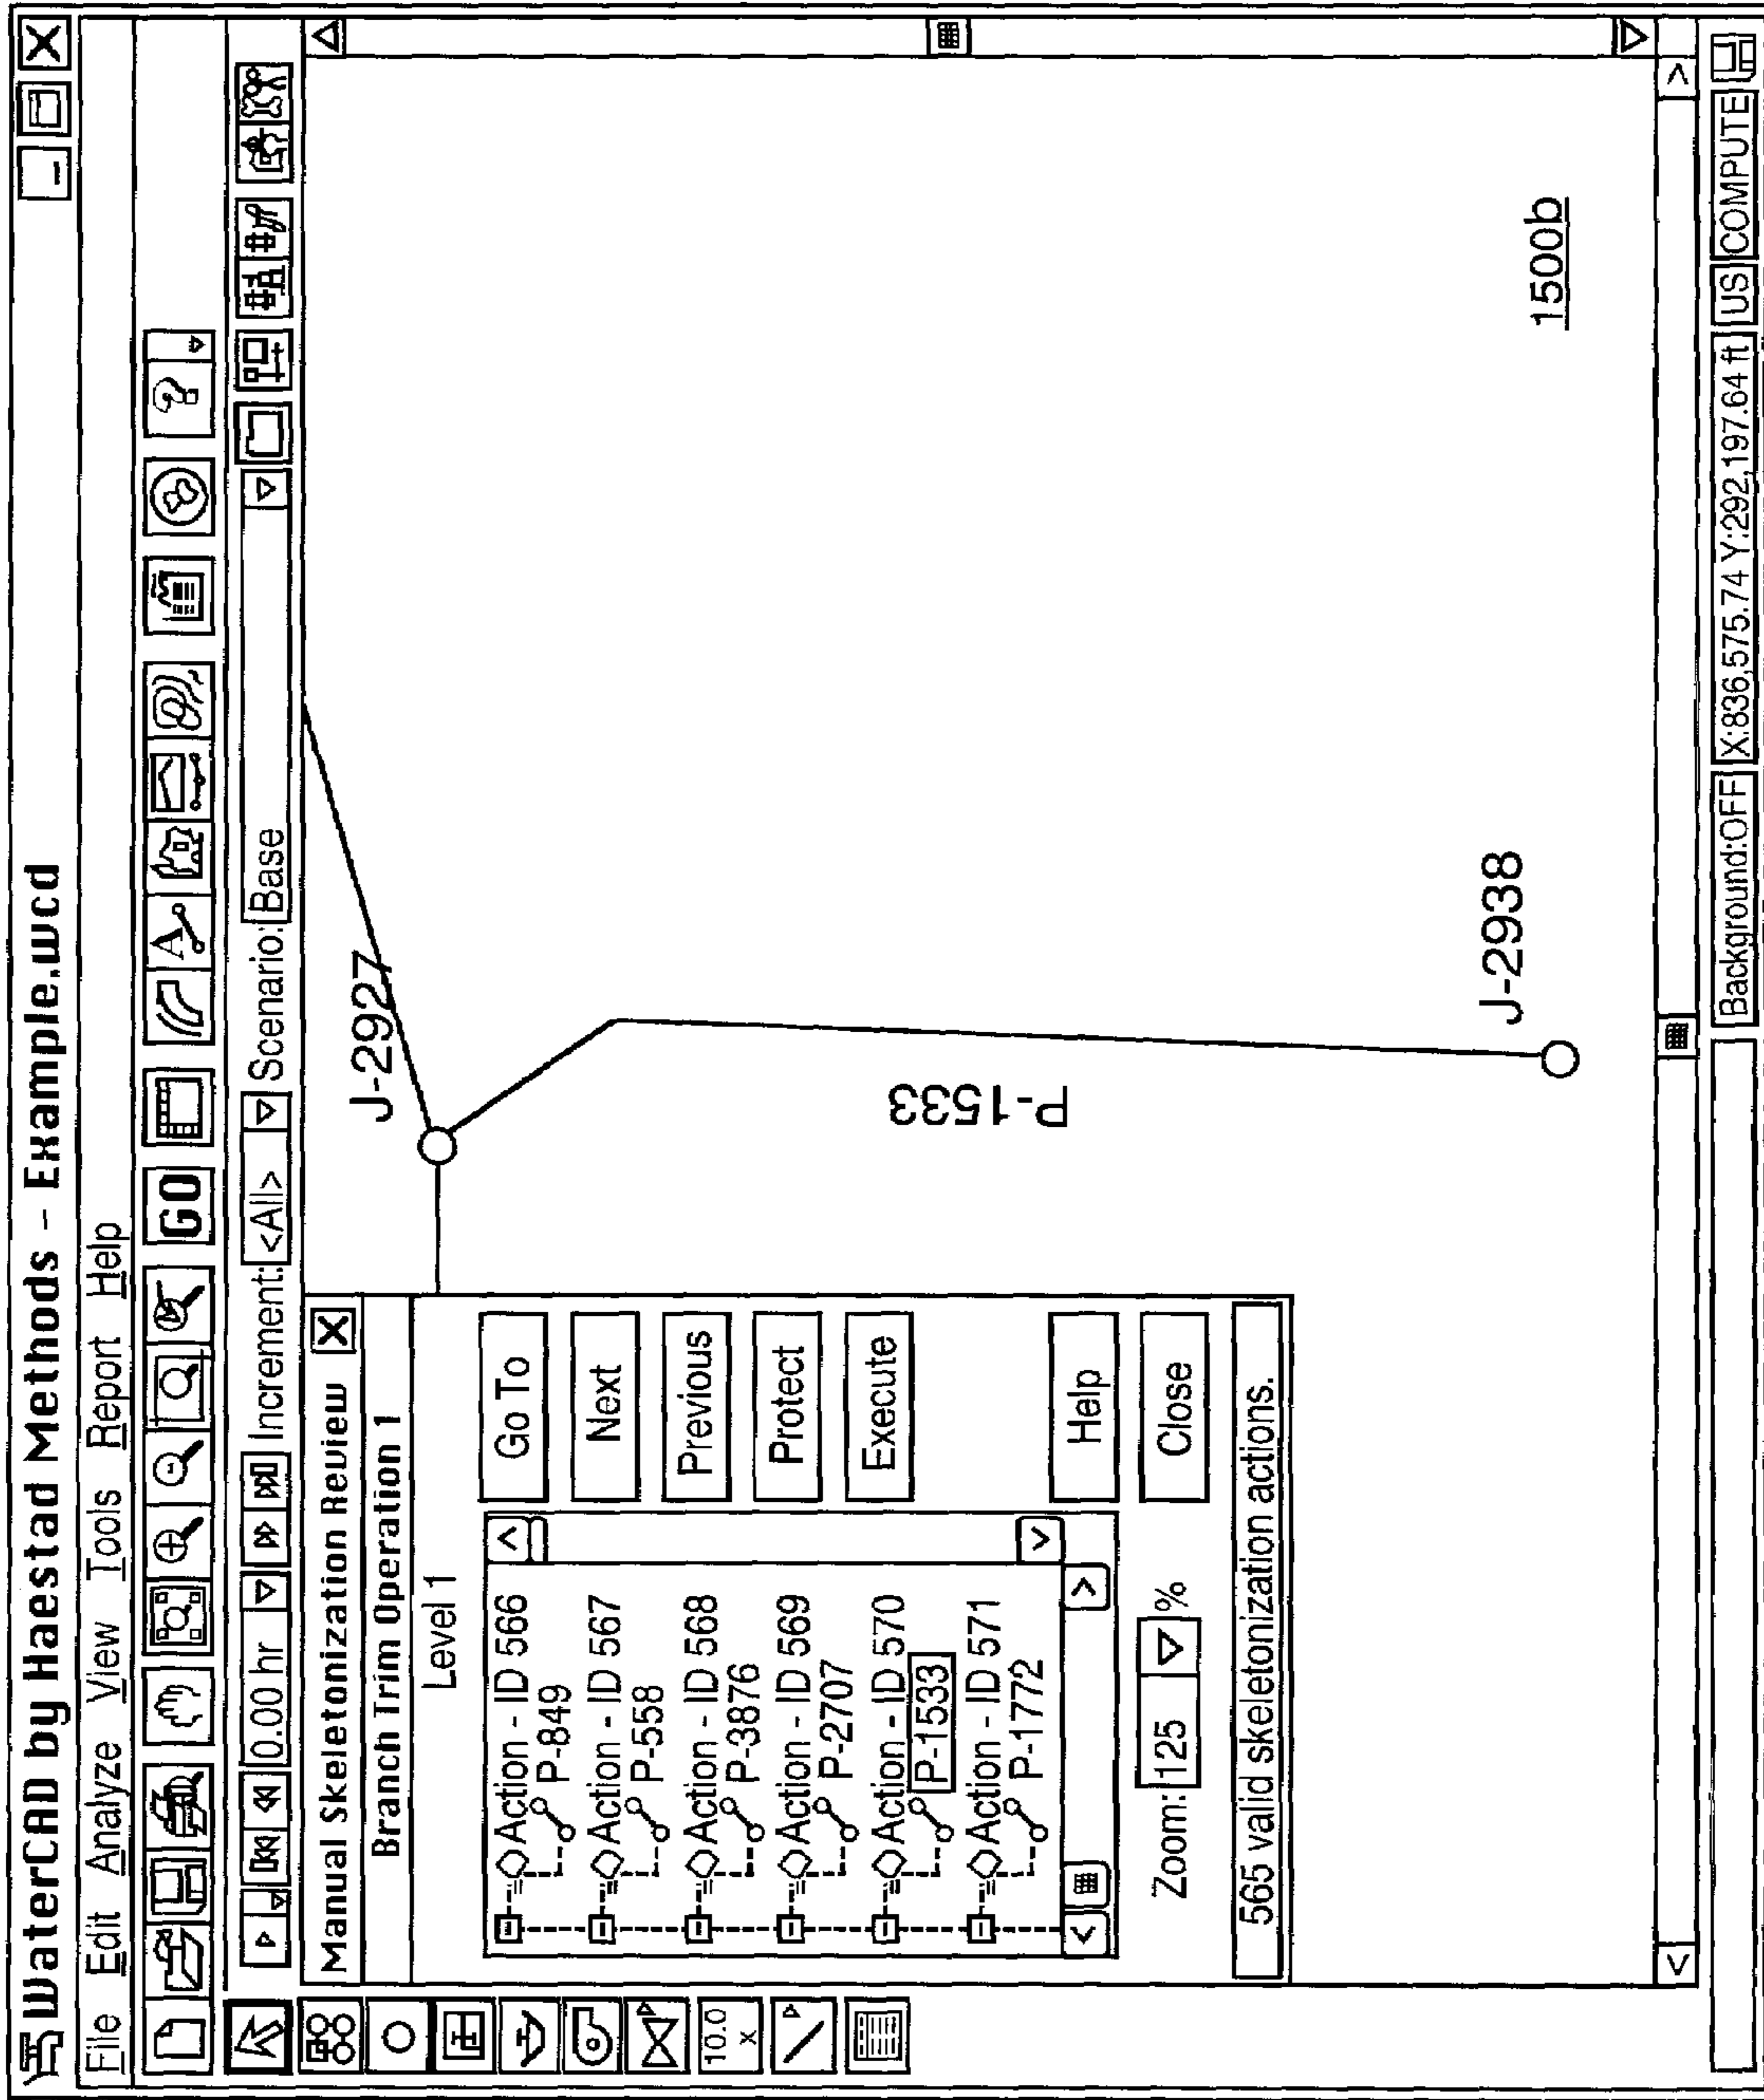 WaterCAD by Haestad Methods - Example.wcd
File Edit Analyze View Tools Report Help
GO ?
0.00 hr Increment: <All> Scenario: Base
10.0
x
Manual Skeletonization Review
Branch Trim Operation 1
Level 1
Action - ID 566
P-849
Action - ID 567
P-558
Action - ID 568
P-3876
Action - ID 569
P-2707
Action - ID 570
P-1533
Action - ID 571
P-1772
Go To
Next
Previous
Protect
Execute
Help
Close
Zoom: 125 %
565 valid skeletonization actions.
J-2927
P-1533
J-2938
1500b
Background:OFF X:836,575.74 Y:292,197.64 ft US COMPUTE